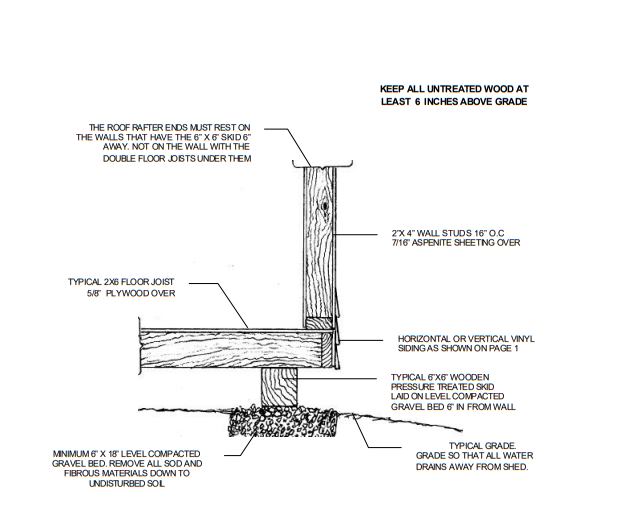 KEEP ALL UNTREATED WOOD AT
LEAST 6 INCHES ABOVE GRADE
THE ROOF RAFTER ENDS MUST REST ON
THE WALLS THAT HAVE THE 6" X 6" SKID 6"
AWAY. NOT ON THE WALL WITH THE
DOUBLE FLOOR JOISTS UNDER THEM
2"X 4" WALL STUDS 16" O.C
7/16" ASPENITE SHEETING OVER
TYPICAL 2X6 FLOOR JOIST
5/8" PLYWOOD OVER
HORIZONTAL OR VERTICAL VINYL
SIDING AS SHOWN ON PAGE 1
TYPICAL 6"X6" WOODEN
PRESSURE TREATED SKID
LAID ON LEVEL COMPACTED
GRAVEL BED 6" IN FROM WALL
MINIMUM 6" X 18" LEVEL COMPACTED
GRAVEL BED. REMOVE ALL SOD AND
FIBROUS MATERIALS DOWN TO
UNDISTURBED SOIL
TYPICAL GRADE.
GRADE SO THAT ALL WATER
DRAINS AWAY FROM SHED.